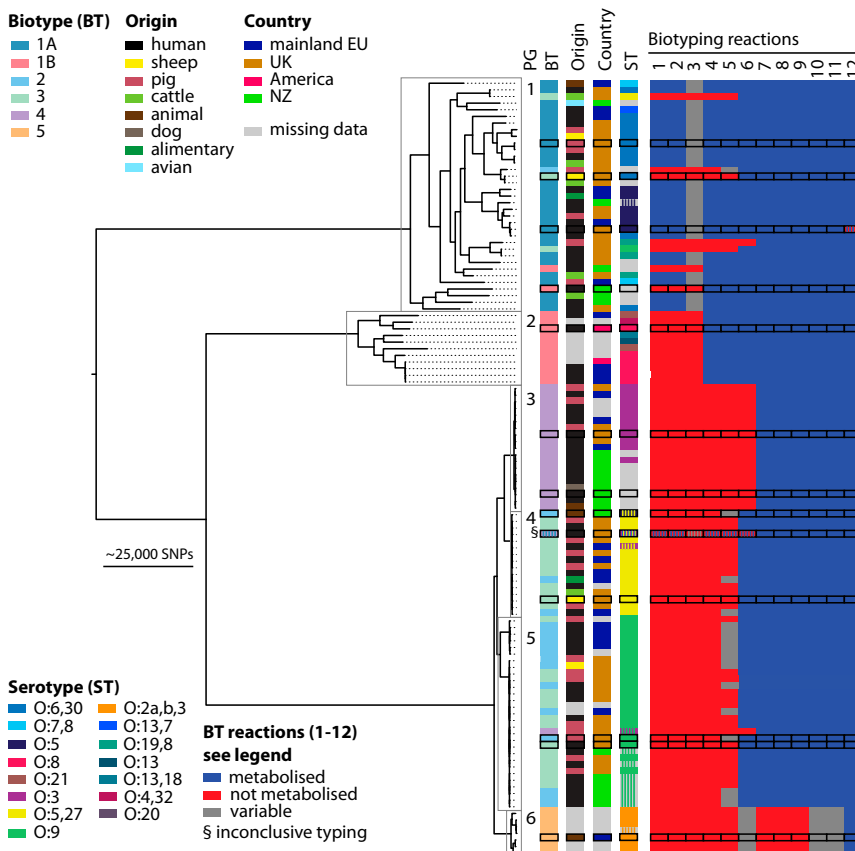 Biotype (BT)
1A
1B
2
3
4
5
Origin
human
sheep
pig
cattle
animal
dog
alimentary
avian
Country
mainland EU
UK
America
NZ
missing data
PG
BT
Origin
Country
ST
Biotyping reactions
1 2 3 4 5 6 7 8 9 10 11 12
1
2
3
4
§
5
6
~25,000 SNPs
Serotype (ST)
O:6,30
O:7,8
O:5
O:8
O:21
O:3
O:5,27
O:9
O:2a,b,3
O:13,7
O:19,8
O:13
O:13,18
O:4,32
O:20
BT reactions (1-12)
see legend
metabolised
not metabolised
variable
§ inconclusive typing